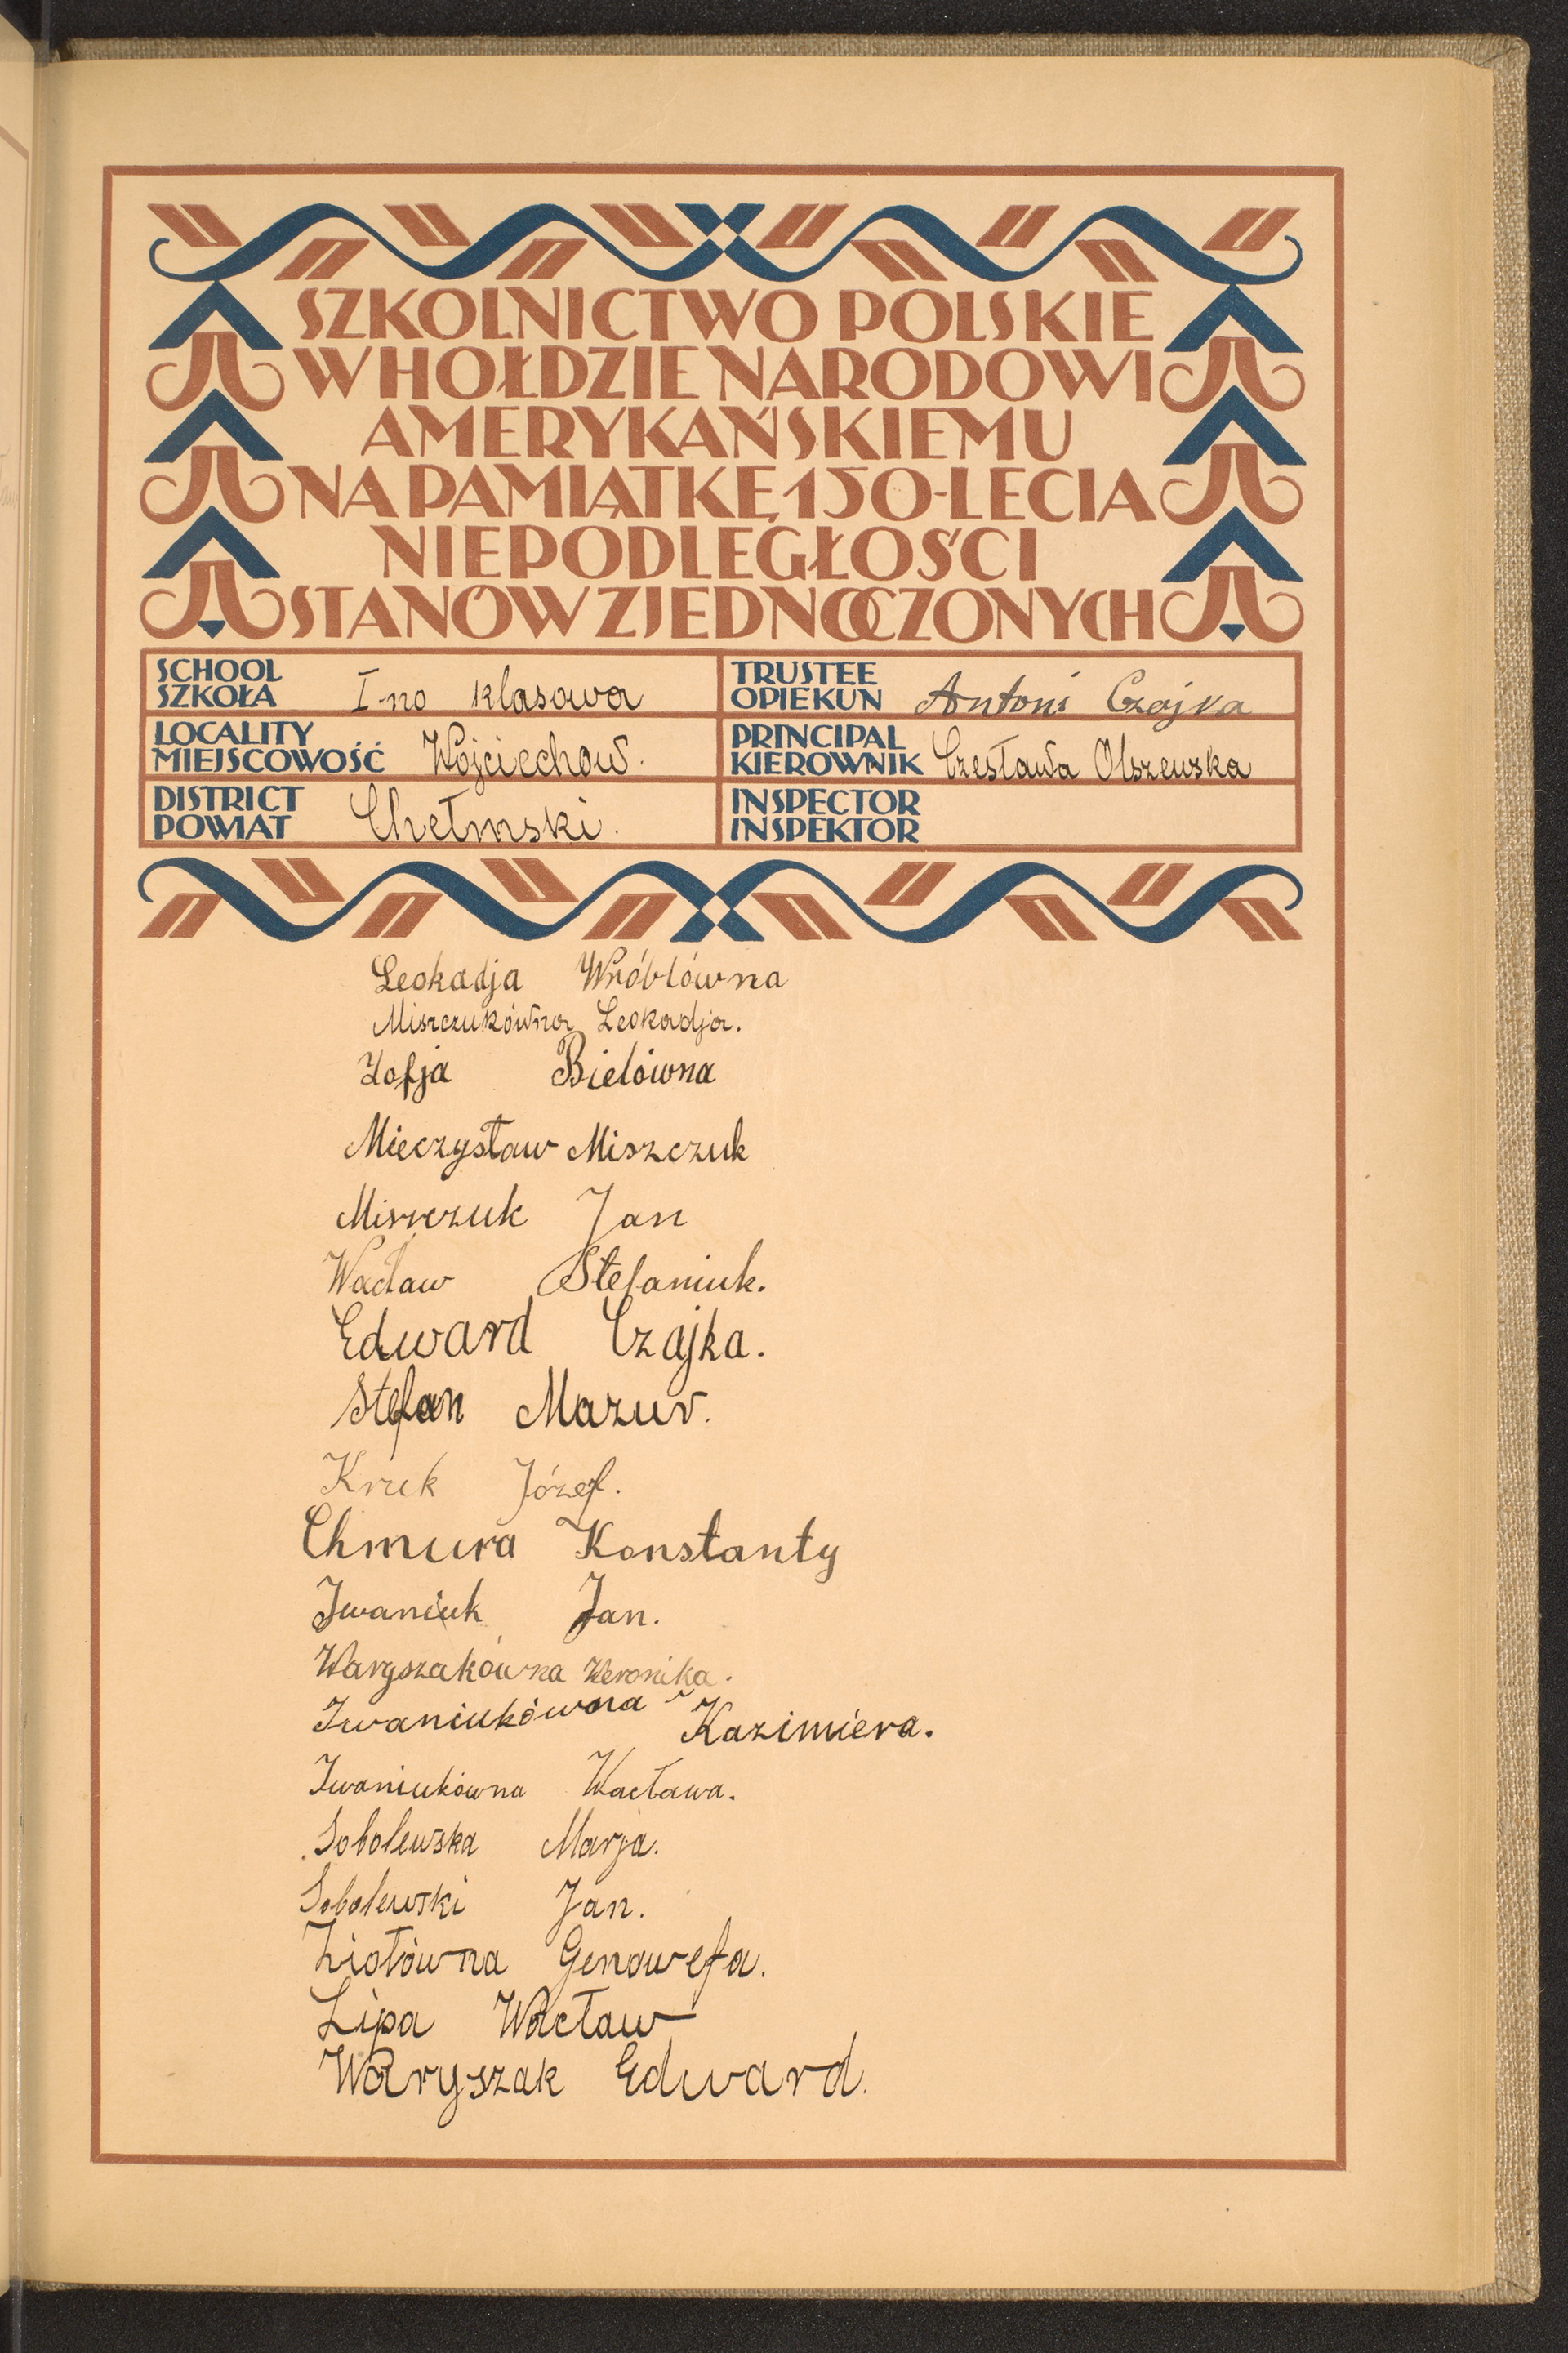 SZKOLNICTWO POLSKIE
W HOŁDZIE NARODOWI
AMERYKAŃSKIEMU
NA PAMIĄTKĘ 150-LECIA
NIEPODLEGŁOŚCI
STANÓW ZJEDNOCZONYCH
SCHOOL
SZKOŁA I-no klasowa
TRUSTEE
OPIEKUN Antoni Czajka
LOCALITY
MIEJSCOWOŚĆ Wojciechów.
PRINCIPAL
KIEROWNIK Czesława Olszewska
DISTRICT
POWIAT Chełmski.
INSPECTOR
INSPEKTOR
Leokadja Wróblówna
Miszczukówna Leokadja.
Zofja Bielówna
Mieczysław Miszczuk
Miszczuk Jan
Wacław Stefaniuk.
Edward Czajka.
Stefan Mazur.
Kruk Józef.
Chmura Konstanty
Iwaniuk Jan.
Waryszakówna Weronika.
Iwaniukówna Kazimiera.
Iwaniukówna Wacława.
Sobolewska Marja.
Sobolewski Jan.
Ziołówna Genowefa.
Lipa Wacław
Waryszak Edward.